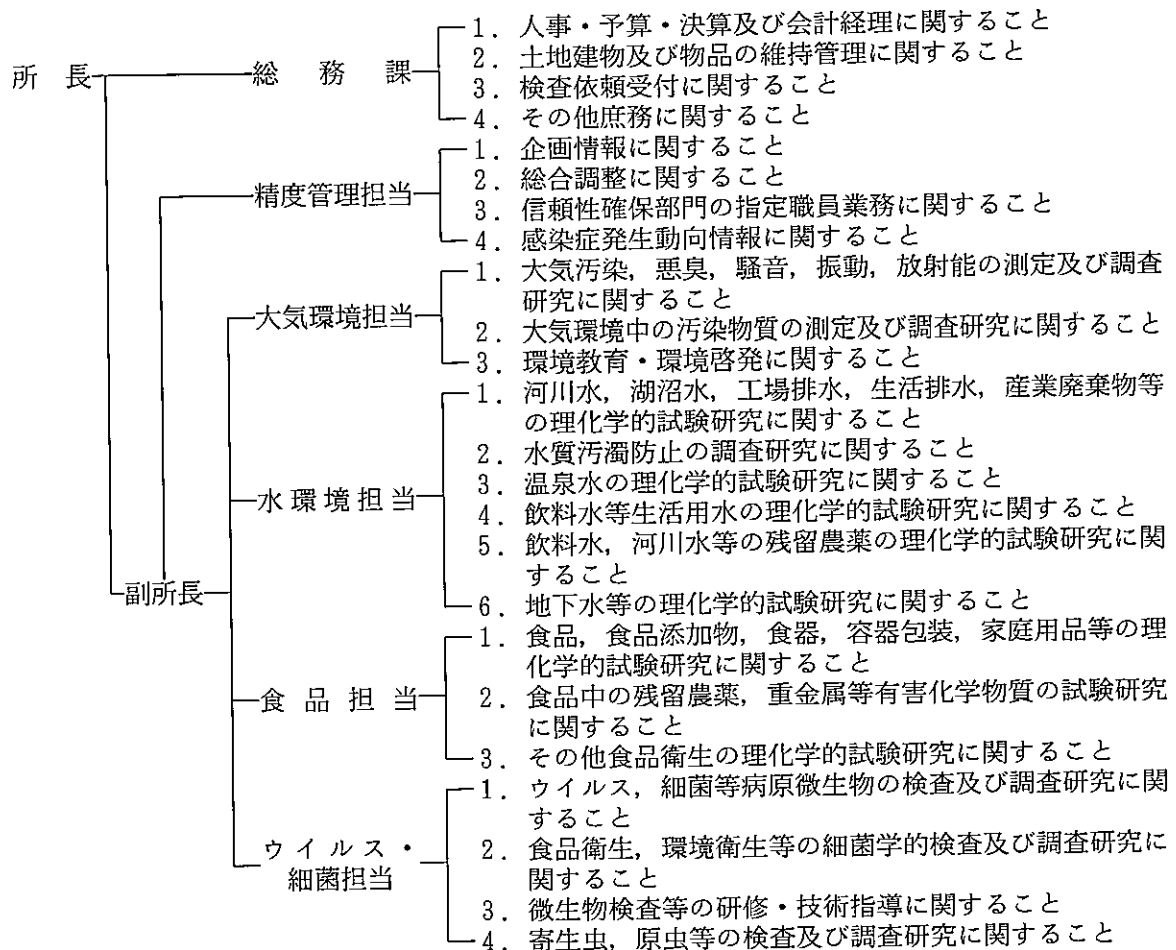 所長
総務課
1．人事・予算・決算及び会計経理に関すること
2．土地建物及び物品の維持管理に関すること
3．検査依頼受付に関すること
4．その他庶務に関すること
精度管理担当
1．企画情報に関すること
2．総合調整に関すること
3．信頼性確保部門の指定職員業務に関すること
4．感染症発生動向情報に関すること
副所長
大気環境担当
1．大気汚染，悪臭，騒音，振動，放射能の測定及び調査
研究に関すること
2．大気環境中の汚染物質の測定及び調査研究に関すること
3．環境教育・環境啓発に関すること
水環境担当
1．河川水，湖沼水，工場排水，生活排水，産業廃棄物等
の理化学的試験研究に関すること
2．水質汚濁防止の調査研究に関すること
3．温泉水の理化学的試験研究に関すること
4．飲料水等生活用水の理化学的試験研究に関すること
5．飲料水，河川水等の残留農薬の理化学的試験研究に関
すること
6．地下水等の理化学的試験研究に関すること
食品担当
1．食品，食品添加物，食器，容器包装，家庭用品等の理
化学的試験研究に関すること
2．食品中の残留農薬，重金属等有害化学物質の試験研究
に関すること
3．その他食品衛生の理化学的試験研究に関すること
ウイルス・
細菌担当
1．ウイルス，細菌等病原微生物の検査及び調査研究に関
すること
2．食品衛生，環境衛生等の細菌学的検査及び調査研究に
関すること
3．微生物検査等の研修・技術指導に関すること
4．寄生虫，原虫等の検査及び調査研究に関すること